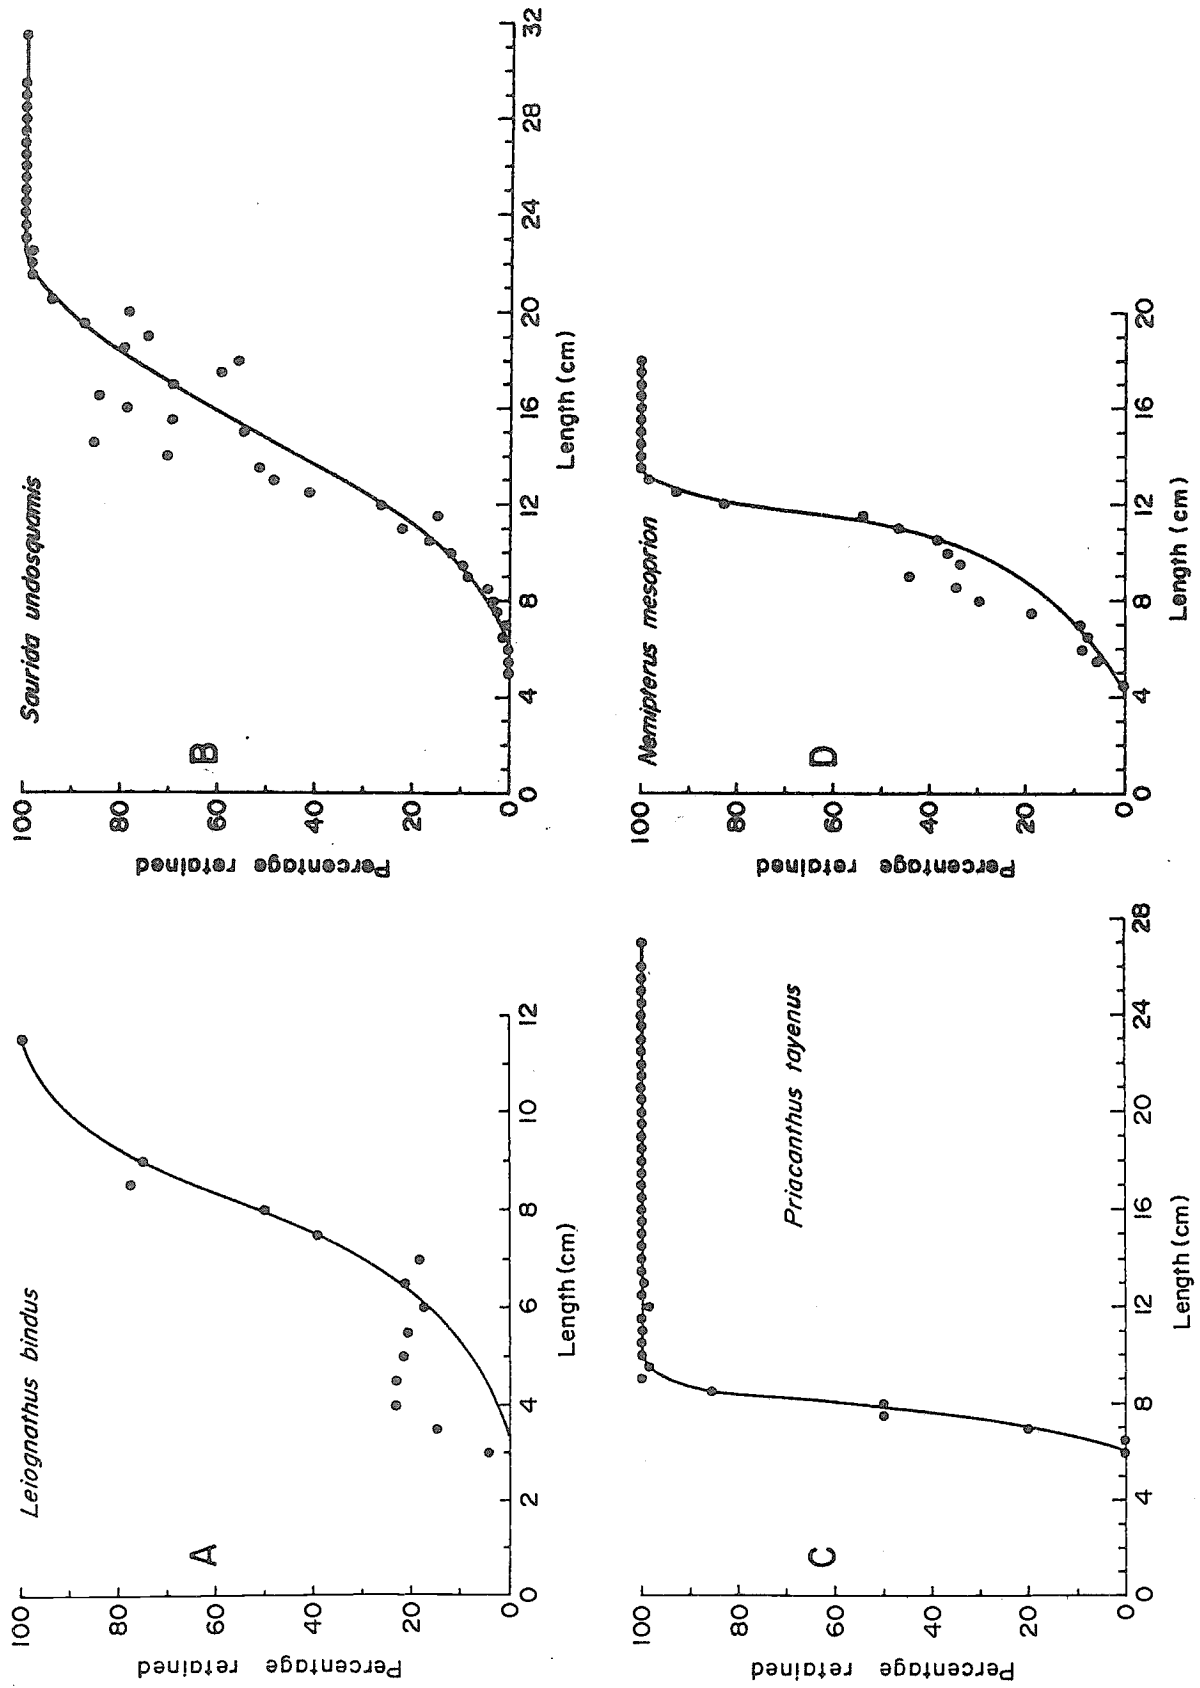 A
Leiognathus bindus
Percentage retained
100
80
60
40
20
0
0 2 4 6 8 10 12
Length (cm)
B
Saurida undosquamis
Percentage retained
100
80
60
40
20
0
0 4 8 12 16 20 24 28 32
Length (cm)
C
Priacanthus tayenus
Percentage retained
100
80
60
40
20
0
0 4 8 12 16 20 24 28
Length (cm)
D
Nemipterus mesoprion
Percentage retained
100
80
60
40
20
0
0 4 8 12 16 20
Length (cm)